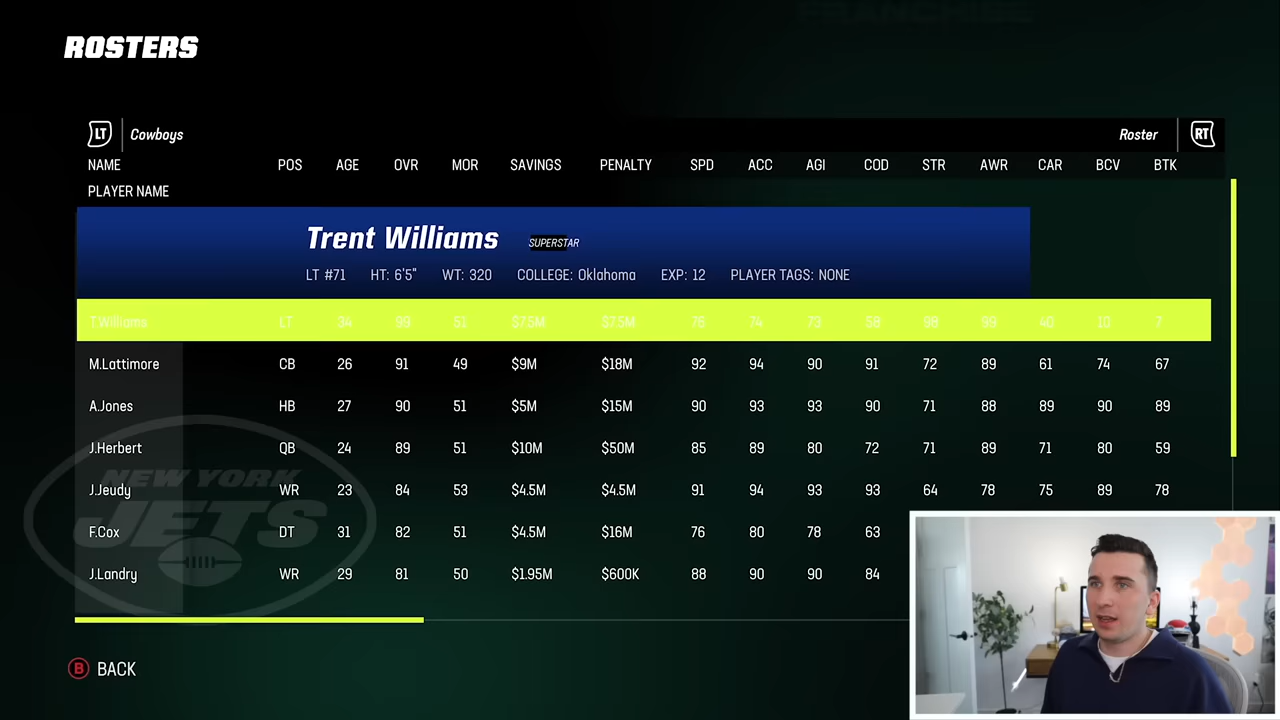 FRANCHISE
ROSTERS
LT Cowboys Roster RT
NAME POS AGE OVR MOR SAVINGS PENALTY SPD ACC AGI COD STR AWR CAR BCV BTK
PLAYER NAME
Trent Williams SUPERSTAR
LT #71 HT: 6'5" WT: 320 COLLEGE: Oklahoma EXP: 12 PLAYER TAGS: NONE
T.Williams LT 34 99 51 $7.5M $7.5M 76 74 73 58 98 99 40 10 7
M.Lattimore CB 26 91 49 $9M $18M 92 94 90 91 72 89 61 74 67
A.Jones HB 27 90 51 $5M $15M 90 93 93 90 71 88 89 90 89
J.Herbert QB 24 89 51 $10M $50M 85 89 80 72 71 89 71 80 59
J.Jeudy WR 23 84 53 $4.5M $4.5M 91 94 93 93 64 78 75 89 78
F.Cox DT 31 82 51 $4.5M $16M 76 80 78 63
J.Landry WR 29 81 50 $1.95M $600K 88 90 90 84
NEW YORK
JETS
B BACK